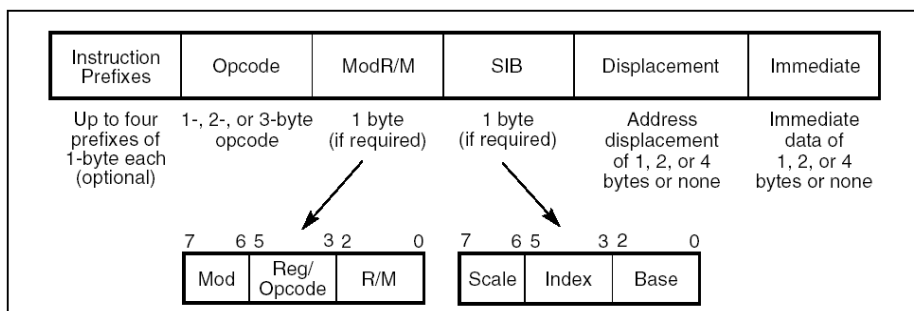 Instruction Prefixes Opcode ModR/M SIB Displacement Immediate
Up to four prefixes of 1-byte each (optional)
1-, 2-, or 3-byte opcode
1 byte (if required)
1 byte (if required)
Address displacement of 1, 2, or 4 bytes or none
Immediate data of 1, 2, or 4 bytes or none
7 6 5 3 2 0
Mod Reg/Opcode R/M
7 6 5 3 2 0
Scale Index Base